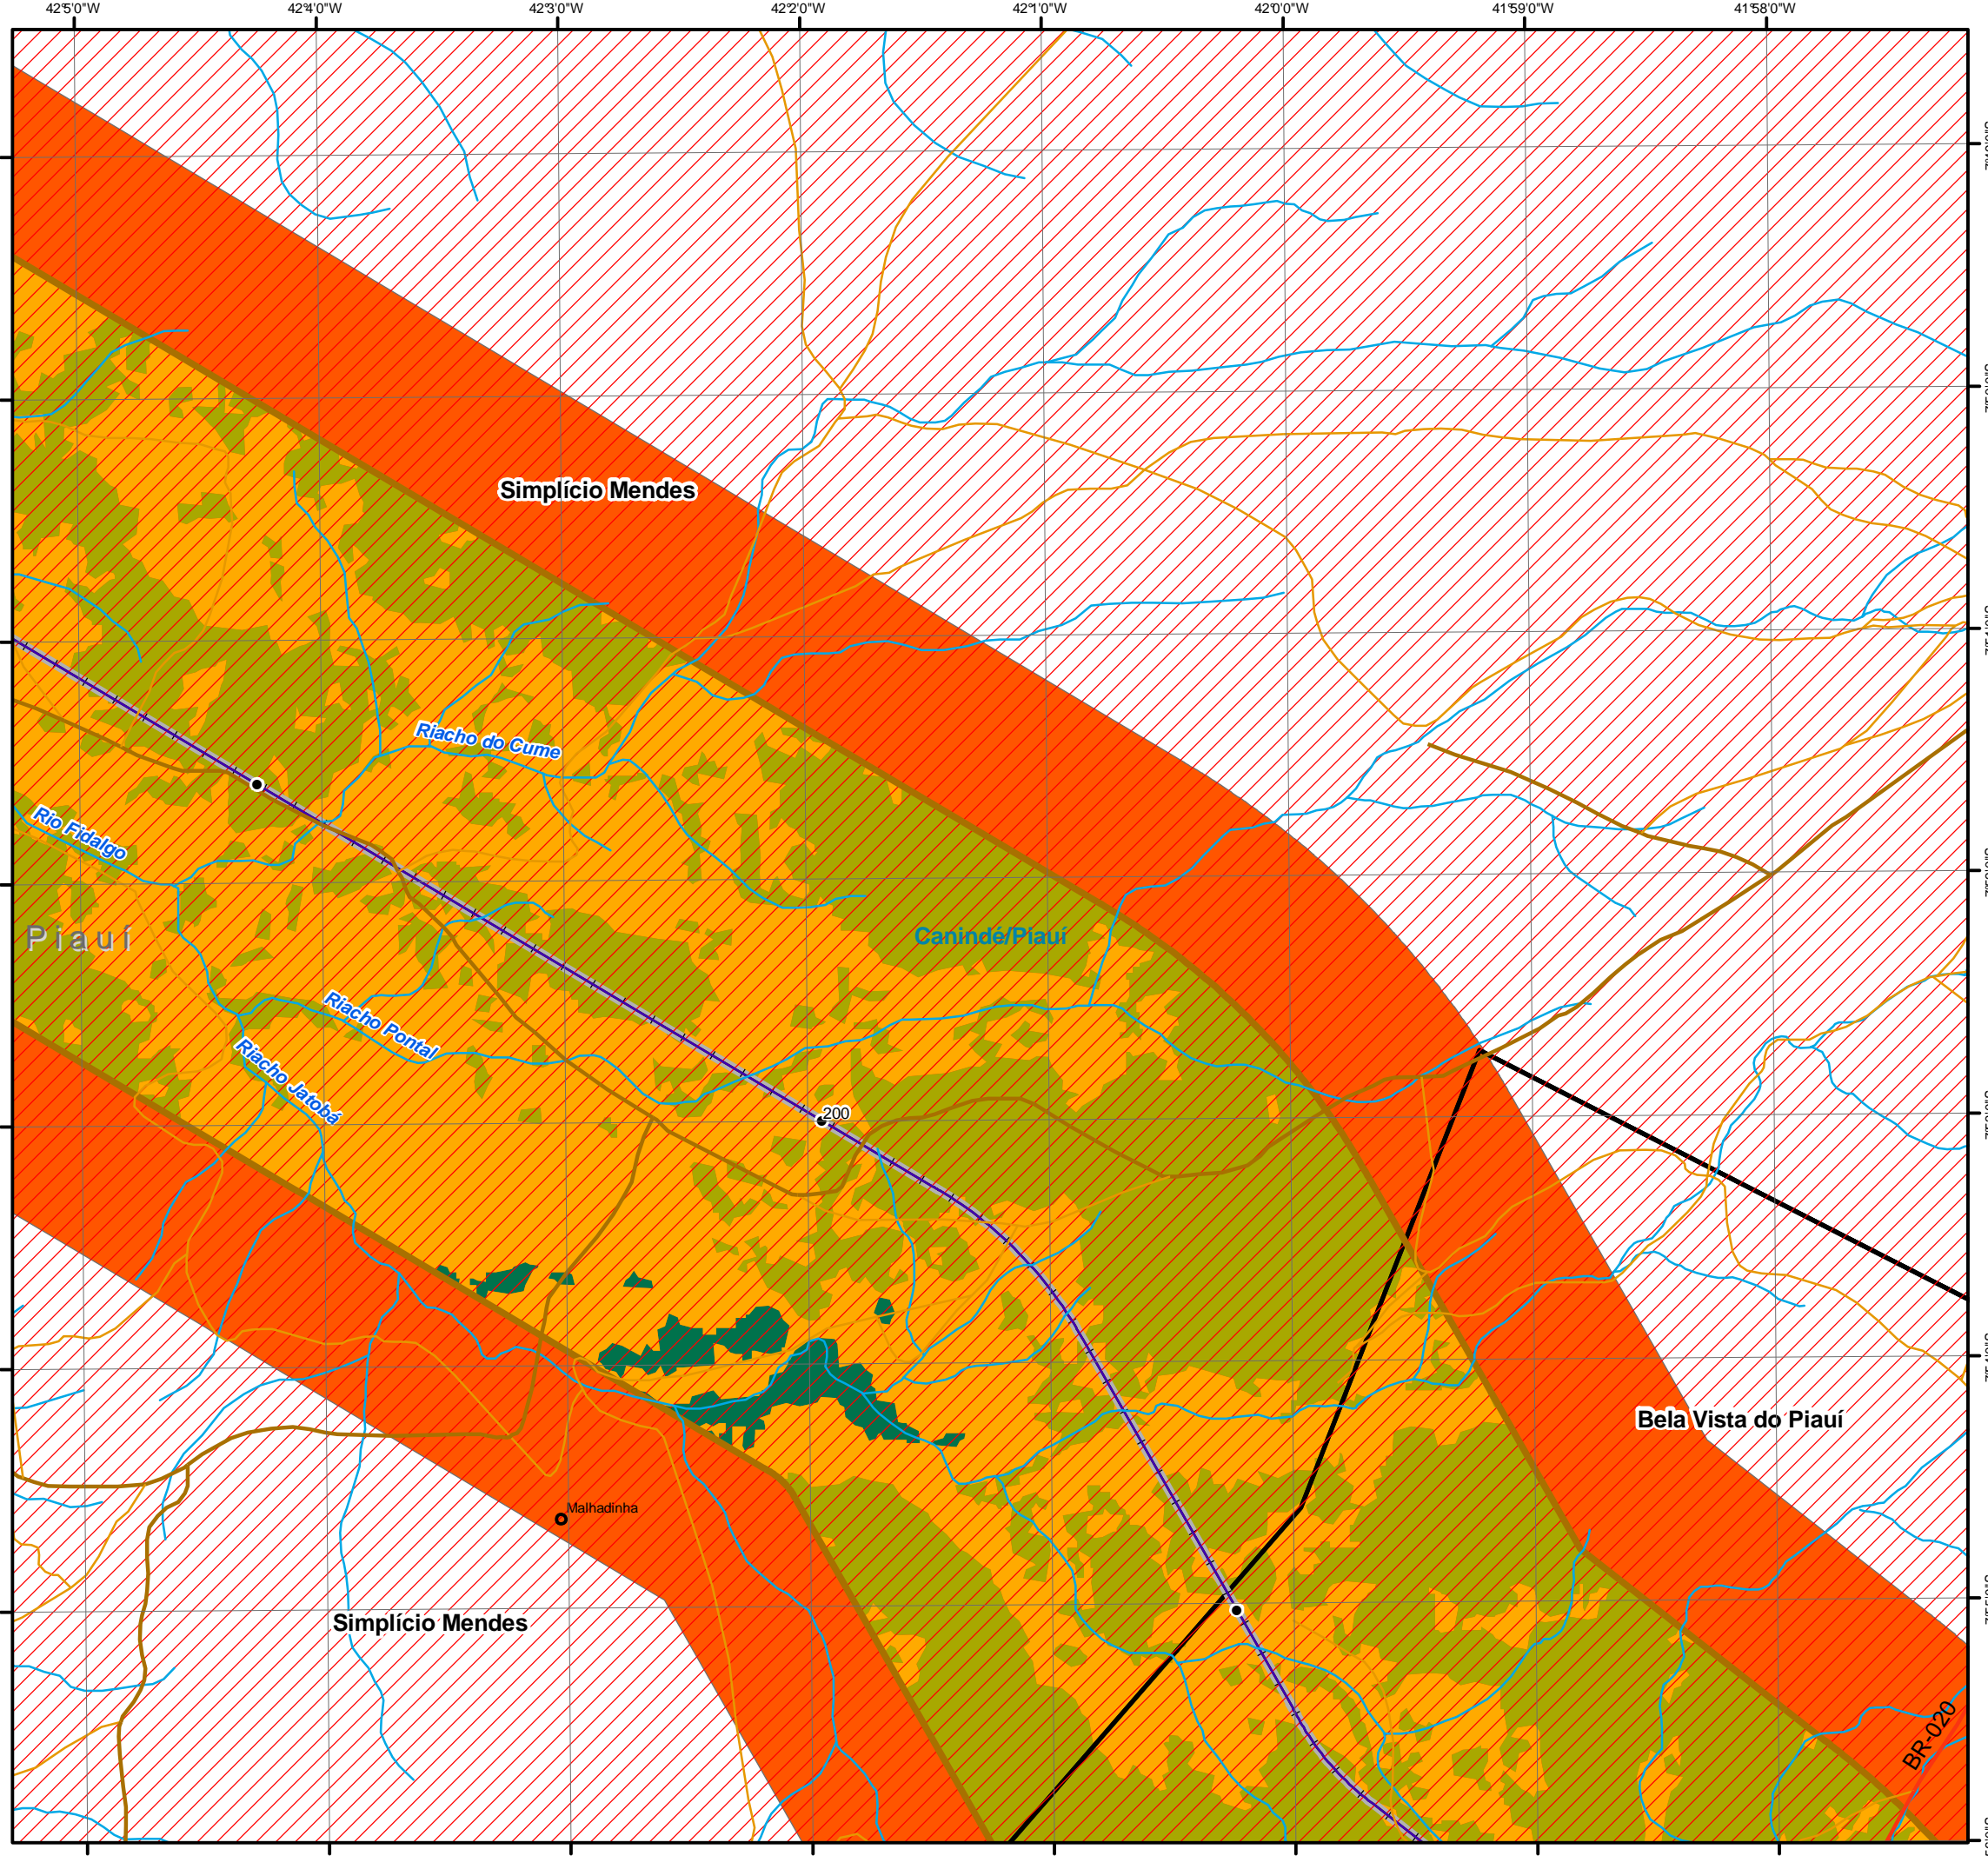 42°5'0"W
42°4'0"W
42°3'0"W
42°2'0"W
42°1'0"W
42°0'0"W
41°59'0"W
41°58'0"W
Simplício Mendes
Riacho do Cume
Rio Fidalgo
Piauí
Canindé/Piauí
Riacho Pontal
Riacho Jatobá
200
Bela Vista do Piauí
Malhadinha
Simplício Mendes
BR-020